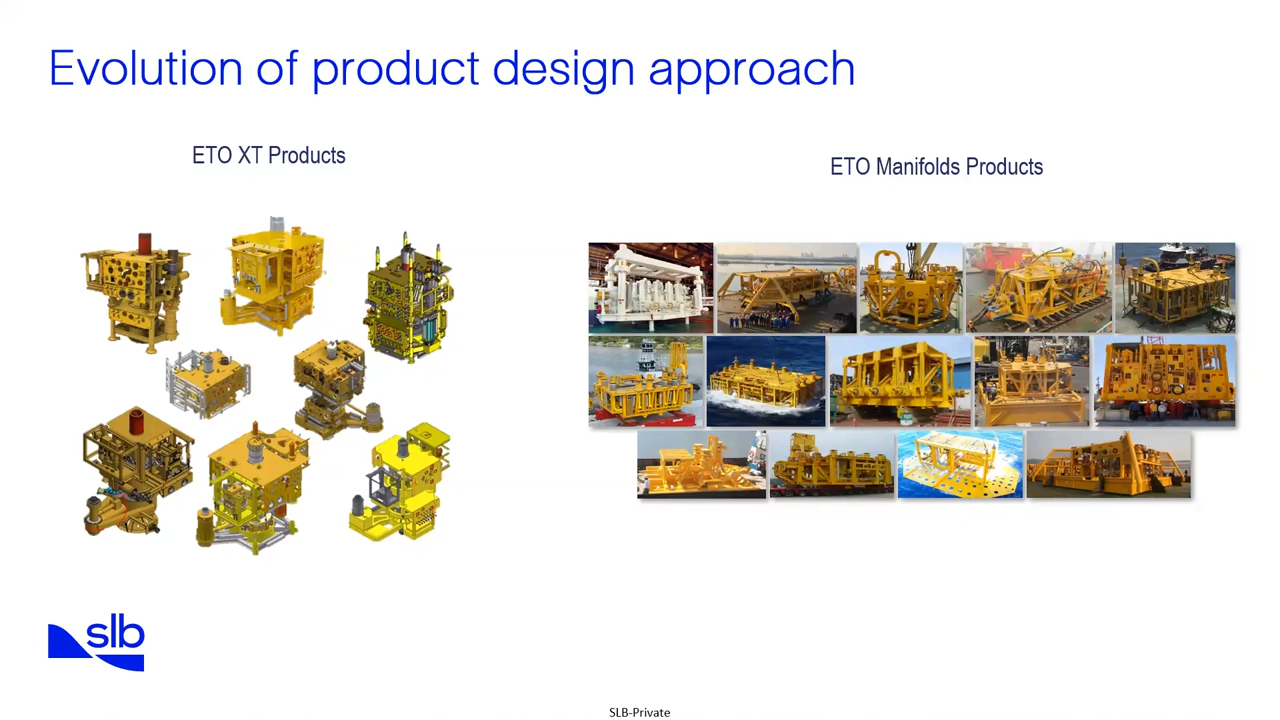 Evolution of product design approach
ETO XT Products
ETO Manifolds Products
slb
SLB-Private